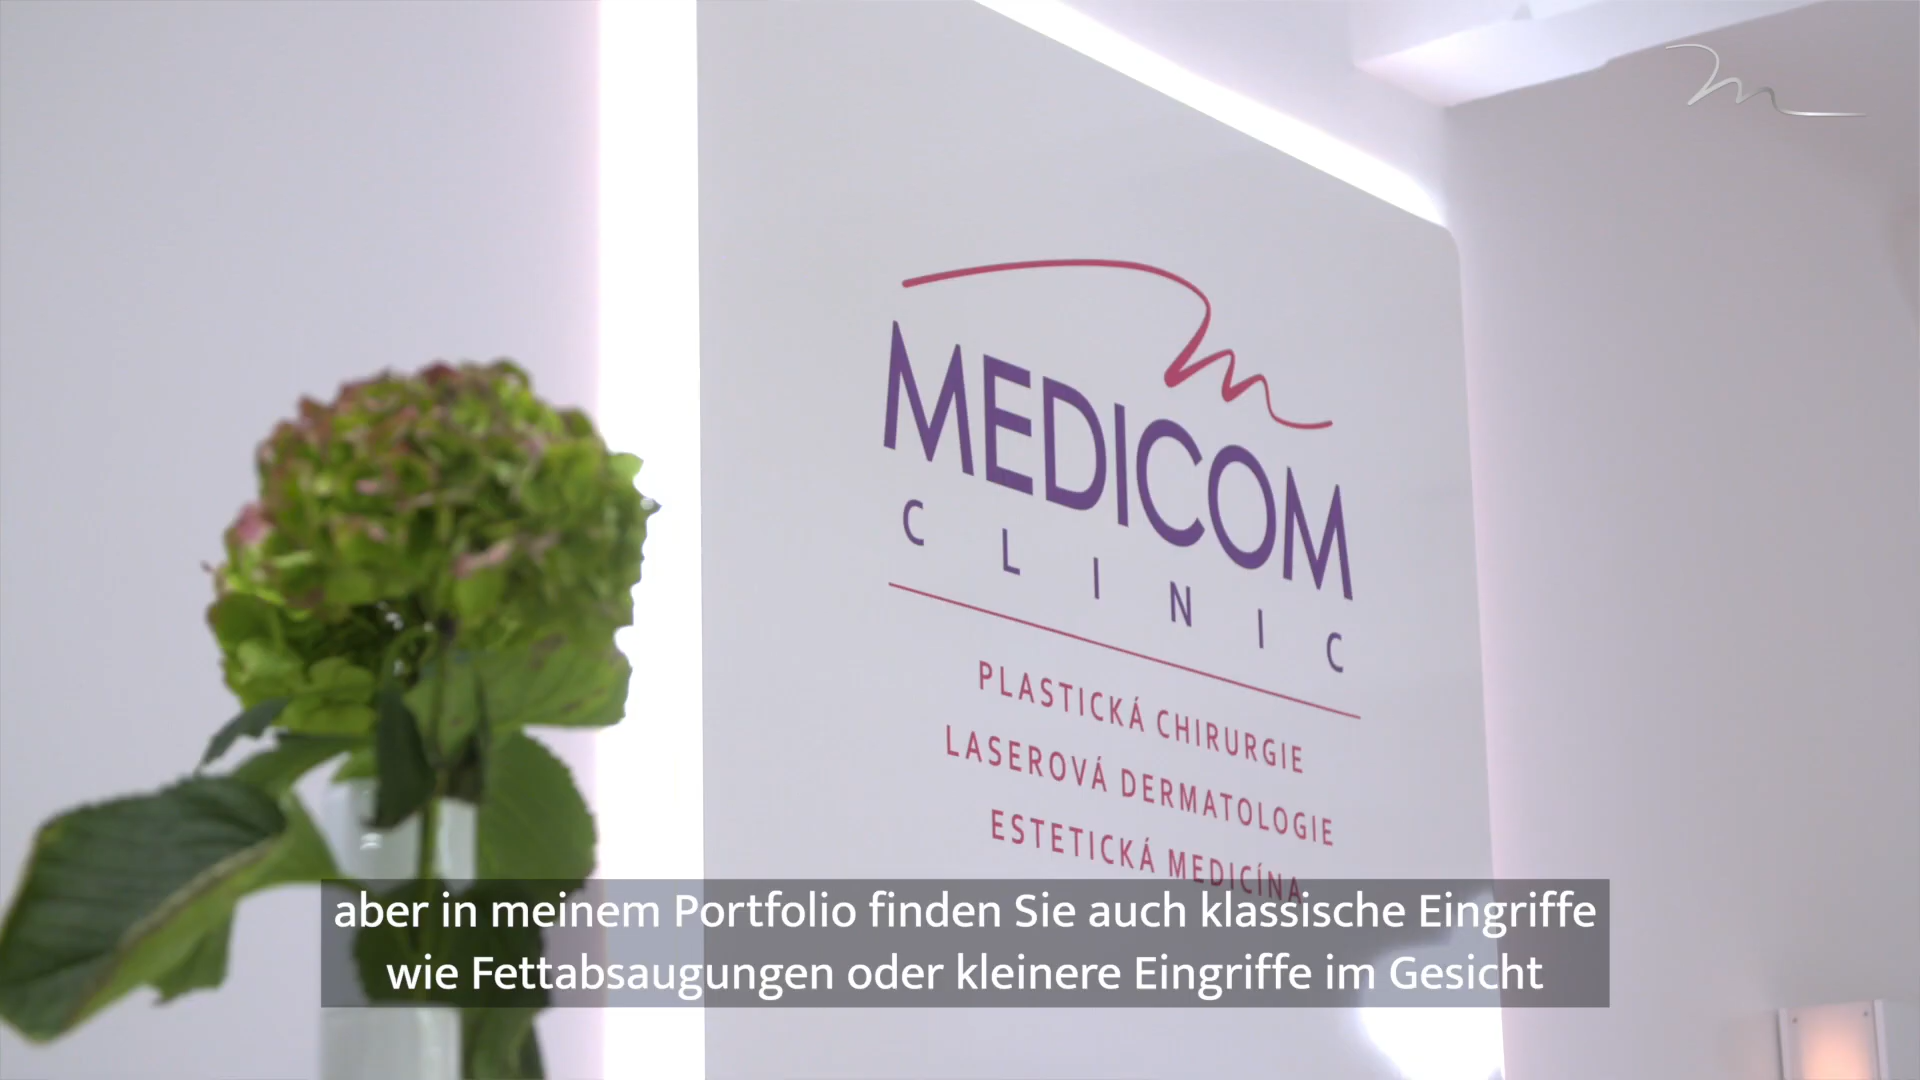 MEDICOM
CLINIC
PLASTICKÁ CHIRURGIE
LASEROVÁ DERMATOLOGIE
ESTETICKÁ MEDICÍNA
aber in meinem Portfolio finden Sie auch klassische Eingriffe
wie Fettabsaugungen oder kleinere Eingriffe im Gesicht